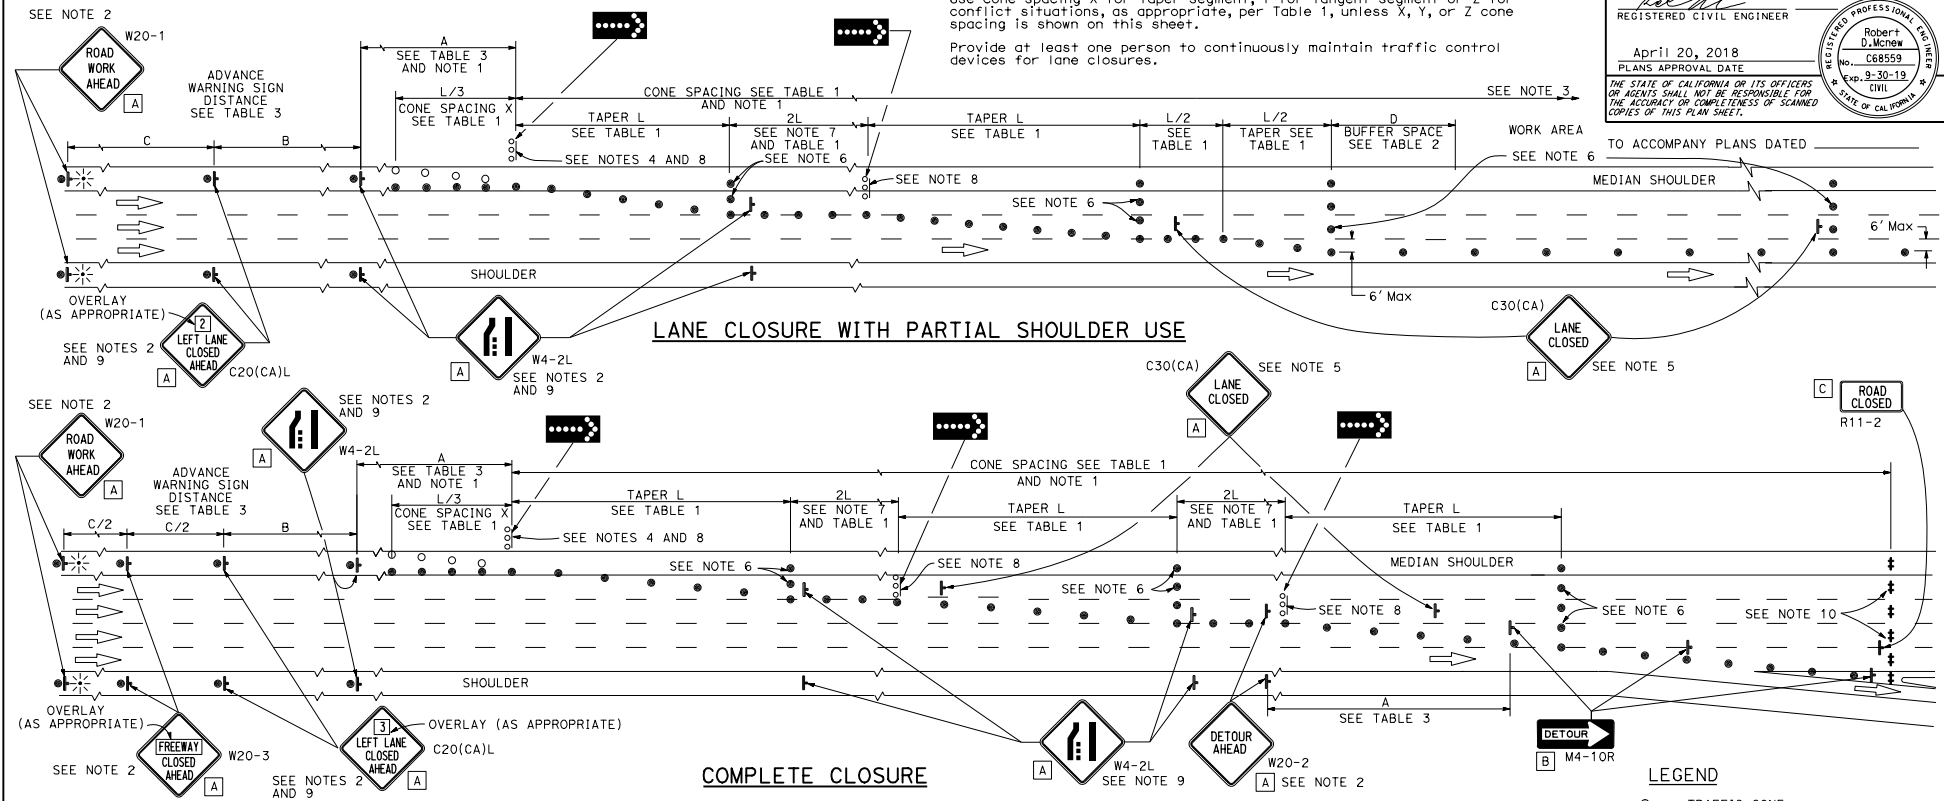 Use cone spacing X for taper segment, Y for tangent segment or Z for
conflict situations, as appropriate, per Table 1, unless X, Y, or Z cone
spacing is shown on this sheet.
Provide at least one person to continuously maintain traffic control
devices for lane closures.
REGISTERED CIVIL ENGINEER
April 20, 2018
PLANS APPROVAL DATE
THE STATE OF CALIFORNIA OR ITS OFFICERS
OR AGENTS SHALL NOT BE RESPONSIBLE FOR
THE ACCURACY OR COMPLETENESS OF SCANNED
COPIES OF THIS PLAN SHEET.
REGISTERED PROFESSIONAL ENGINEER
Robert
D.Mcnew
No. C68559
Exp. 9-30-19
CIVIL
STATE OF CALIFORNIA
TO ACCOMPANY PLANS DATED
SEE NOTE 2
W20-1
ROAD
WORK
AHEAD
A
ADVANCE
WARNING SIGN
DISTANCE
SEE TABLE 3
A
SEE TABLE 3
AND NOTE 1
L/3
CONE SPACING X
SEE TABLE 1
CONE SPACING SEE TABLE 1
AND NOTE 1
SEE NOTE 3
C
B
TAPER L
SEE TABLE 1
2L
SEE NOTE 7
AND TABLE 1
TAPER L
SEE TABLE 1
L/2
SEE
TABLE 1
L/2
TAPER SEE
TABLE 1
D
BUFFER SPACE
SEE TABLE 2
WORK AREA
SEE NOTES 4 AND 8
SEE NOTE 6
SEE NOTE 8
SEE NOTE 6
SEE NOTE 6
MEDIAN SHOULDER
6' Max
SHOULDER
6' Max
OVERLAY
(AS APPROPRIATE)
2
LEFT LANE
CLOSED
AHEAD
SEE NOTES 2
AND 9
A
C20(CA)L
A
W4-2L
SEE NOTES 2
AND 9
LANE CLOSURE WITH PARTIAL SHOULDER USE
C30(CA)
LANE
CLOSED
A
SEE NOTE 5
SEE NOTE 2
W20-1
ROAD
WORK
AHEAD
A
SEE NOTES 2
AND 9
W4-2L
A
C30(CA)
LANE
CLOSED
SEE NOTE 5
A
C
ROAD
CLOSED
R11-2
ADVANCE
WARNING SIGN
DISTANCE
SEE TABLE 3
A
SEE TABLE 3
AND NOTE 1
CONE SPACING SEE TABLE 1
AND NOTE 1
L/3
CONE SPACING X
SEE TABLE 1
C/2
C/2
B
TAPER L
SEE TABLE 1
2L
SEE NOTE 7
AND TABLE 1
TAPER L
SEE TABLE 1
2L
SEE NOTE 7
AND TABLE 1
TAPER L
SEE TABLE 1
SEE NOTES 4 AND 8
SEE NOTE 6
SEE NOTE 8
SEE NOTE 6
MEDIAN SHOULDER
SEE NOTE 8
SEE NOTE 6
SEE NOTE 10
SHOULDER
A
SEE TABLE 3
OVERLAY
(AS APPROPRIATE)
FREEWAY
CLOSED
AHEAD
W20-3
SEE NOTE 2
A
3
LEFT LANE
CLOSED
AHEAD
OVERLAY (AS APPROPRIATE)
C20(CA)L
SEE NOTES 2
AND 9
A
COMPLETE CLOSURE
A
W4-2L
SEE NOTE 9
DETOUR
AHEAD
W20-2
A
SEE NOTE 2
DETOUR
B
M4-10R
LEGEND
TRAFFIC CONE